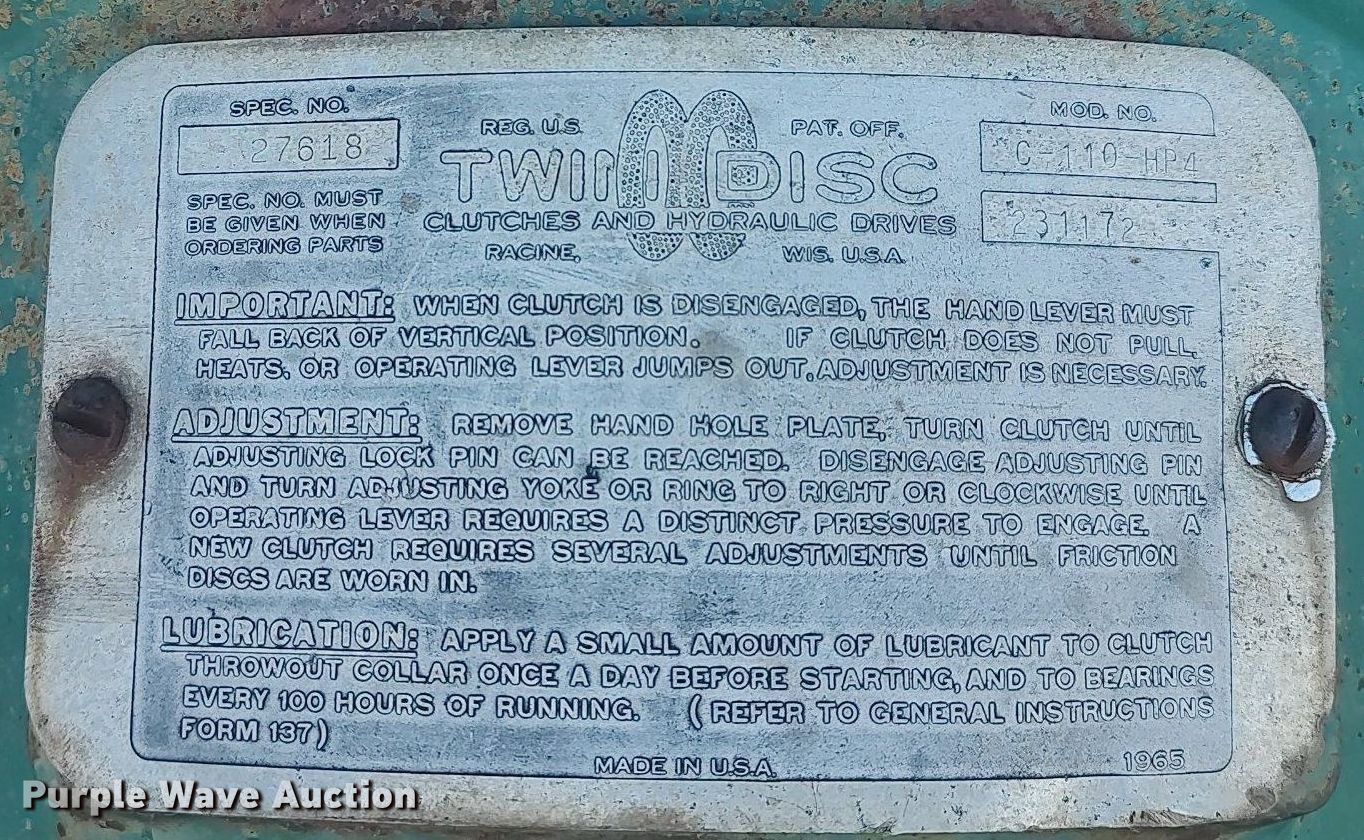 SPEC. NO.
27618
SPEC. NO. MUST
BE GIVEN WHEN
ORDERING PARTS
REG. U.S. PAT. OFF.
TWIN DISC
CLUTCHES AND HYDRAULIC DRIVES
RACINE, WIS. U.S.A.
MOD. NO.
C-110-HP4
231172
IMPORTANT: WHEN CLUTCH IS DISENGAGED, THE HAND LEVER MUST
FALL BACK OF VERTICAL POSITION. IF CLUTCH DOES NOT PULL,
HEATS, OR OPERATING LEVER JUMPS OUT, ADJUSTMENT IS NECESSARY.
ADJUSTMENT: REMOVE HAND HOLE PLATE, TURN CLUTCH UNTIL
ADJUSTING LOCK PIN CAN BE REACHED. DISENGAGE ADJUSTING PIN
AND TURN ADJUSTING YOKE OR RING TO RIGHT OR CLOCKWISE UNTIL
OPERATING LEVER REQUIRES A DISTINCT PRESSURE TO ENGAGE. A
NEW CLUTCH REQUIRES SEVERAL ADJUSTMENTS UNTIL FRICTION
DISCS ARE WORN IN.
LUBRICATION: APPLY A SMALL AMOUNT OF LUBRICANT TO CLUTCH
THROWOUT COLLAR ONCE A DAY BEFORE STARTING, AND TO BEARINGS
EVERY 100 HOURS OF RUNNING. (REFER TO GENERAL INSTRUCTIONS
FORM 137)
MADE IN U.S.A. 1965
Purple Wave Auction